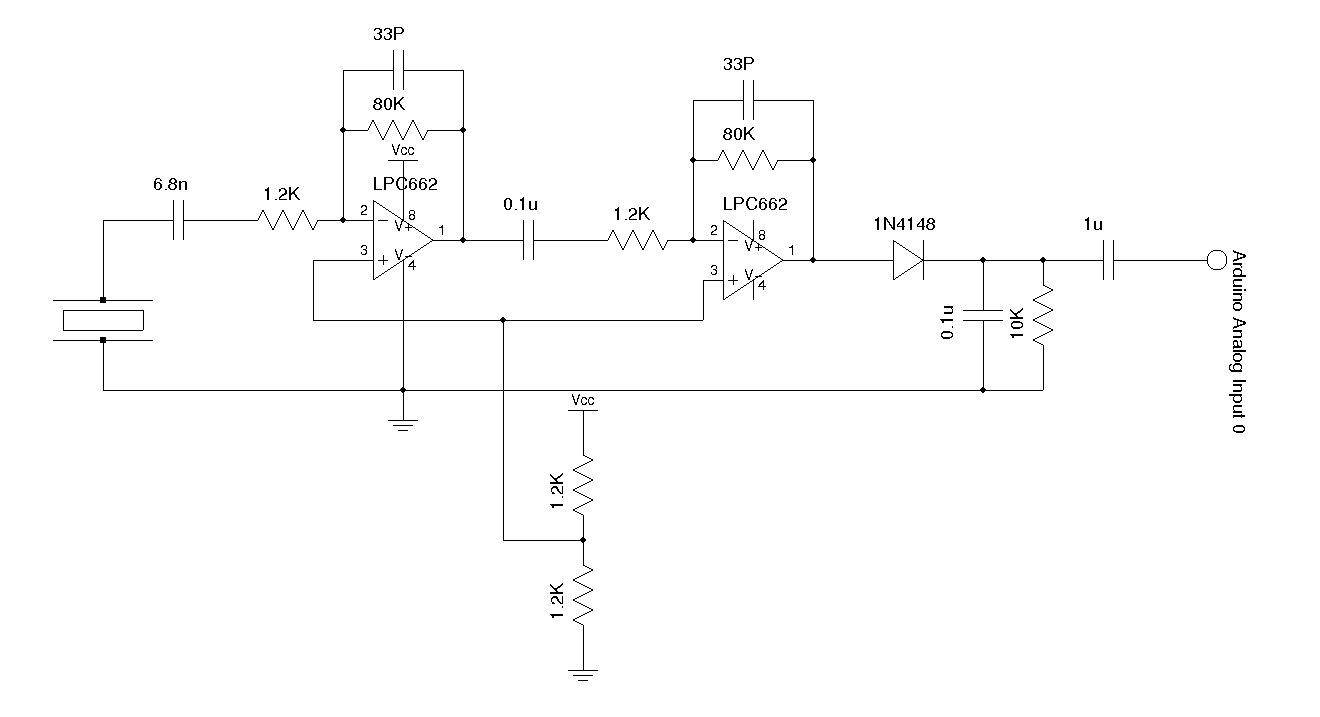 33P
80K
Vcc
LPC662
6.8n
1.2K
2
8
V+
1
3
V-
4
0.1u
33P
80K
1.2K
LPC662
2
8
V+
1
3
V-
4
1N4148
1u
0.1u
10K
Arduino Analog Input 0
Vcc
1.2K
1.2K